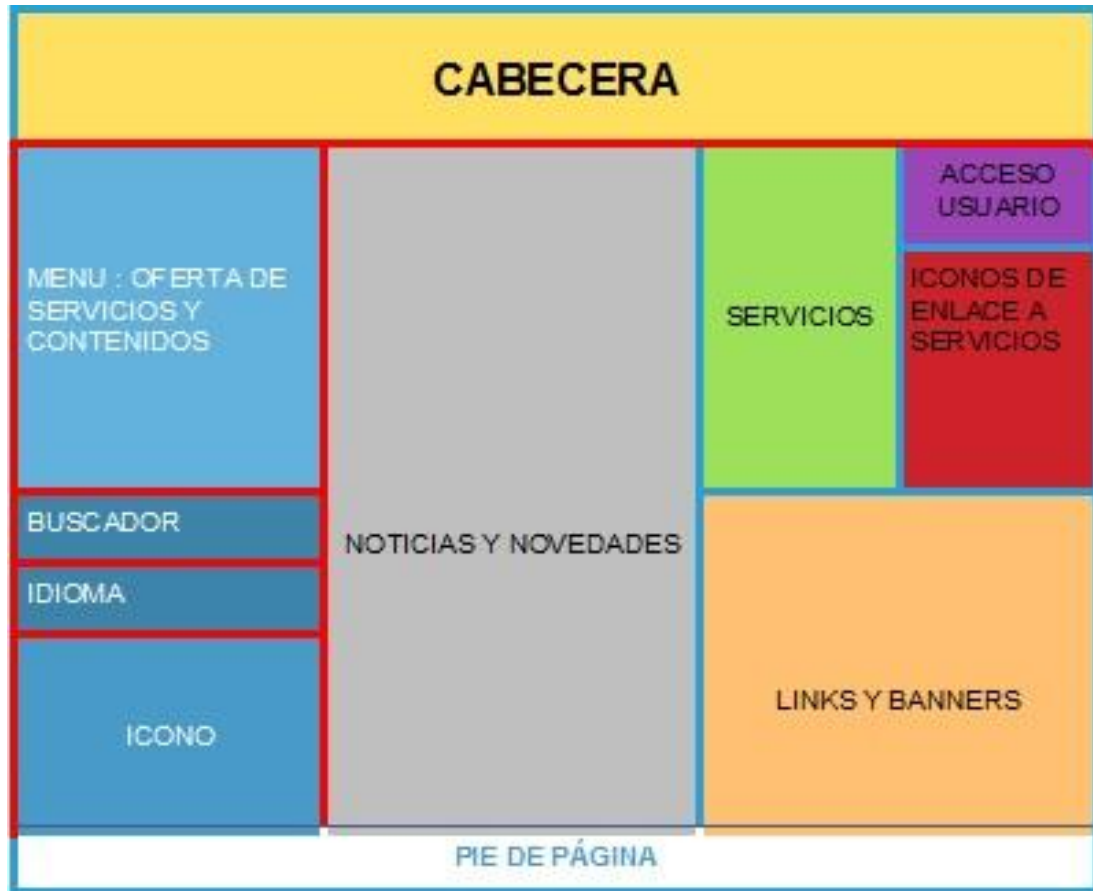 CABECERA
MENU : OFERTA DE
SERVICIOS Y
CONTENIDOS
BUSCADOR
IDIOMA
ICONO
NOTICIAS Y NOVEDADES
SERVICIOS
ACCESO
USUARIO
ICONOS DE
ENLACE A
SERVICIOS
LINKS Y BANNERS
PIE DE PÁGINA